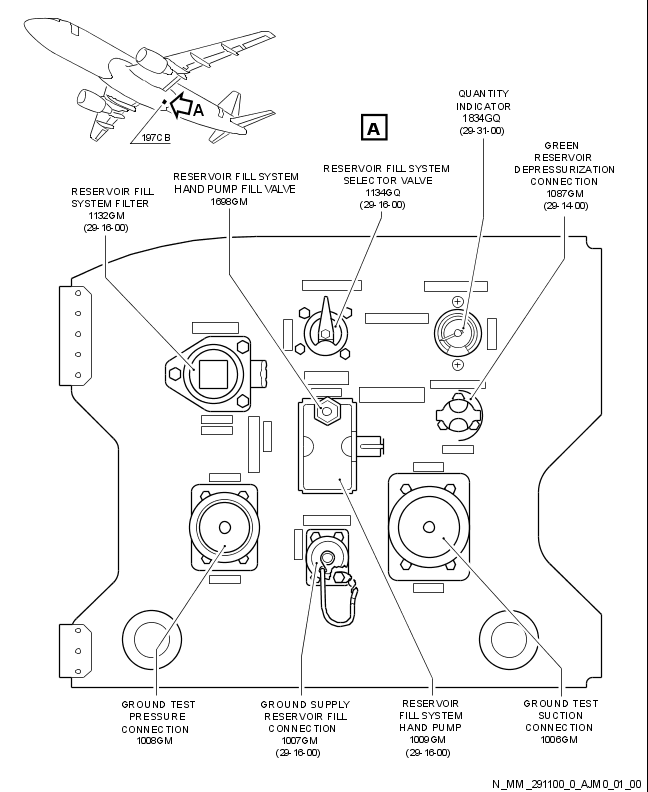 A
197CB
A
QUANTITY
INDICATOR
1834GQ
(29-31-00)
GREEN
RESERVOIR
DEPRESSURIZATION
CONNECTION
1087GM
(29-14-00)
RESERVOIR FILL SYSTEM
SELECTOR VALVE
1134GQ
(29-16-00)
RESERVOIR FILL SYSTEM
HAND PUMP FILL VALVE
1698GM
RESERVOIR FILL
SYSTEM FILTER
1132GM
(29-16-00)
GROUND TEST
PRESSURE
CONNECTION
1008GM
GROUND SUPPLY
RESERVOIR FILL
CONNECTION
1007GM
(29-16-00)
RESERVOIR
FILL SYSTEM
HAND PUMP
1009GM
(29-16-00)
GROUND TEST
SUCTION
CONNECTION
1006GM
N_MM_291100_0_AJM0_01_00